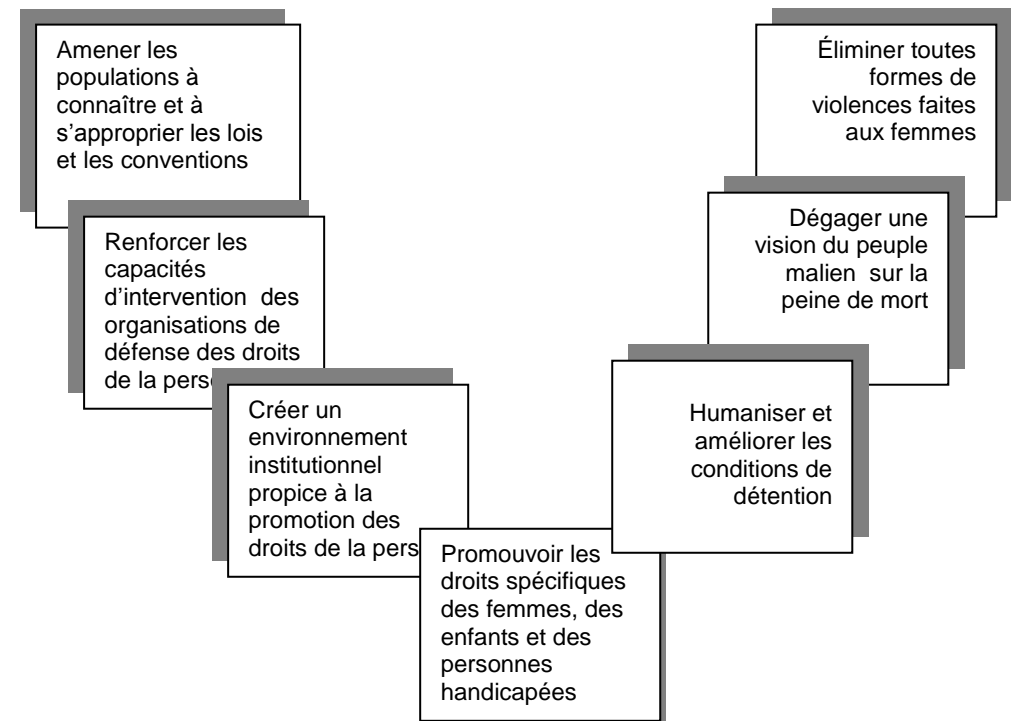 Amener les
populations à
connaître et à
s’approprier les lois
et les conventions
Renforcer les
capacités
d’intervention des
organisations de
défense des droits
de la pers
Créer un
environnement
institutionnel
propice à la
promotion des
droits de la pers
Promouvoir les
droits spécifiques
des femmes, des
enfants et des
personnes
handicapées
Humaniser et
améliorer les
conditions de
détention
Dégager une
vision du peuple
malien sur la
peine de mort
Éliminer toutes
formes de
violences faites
aux femmes